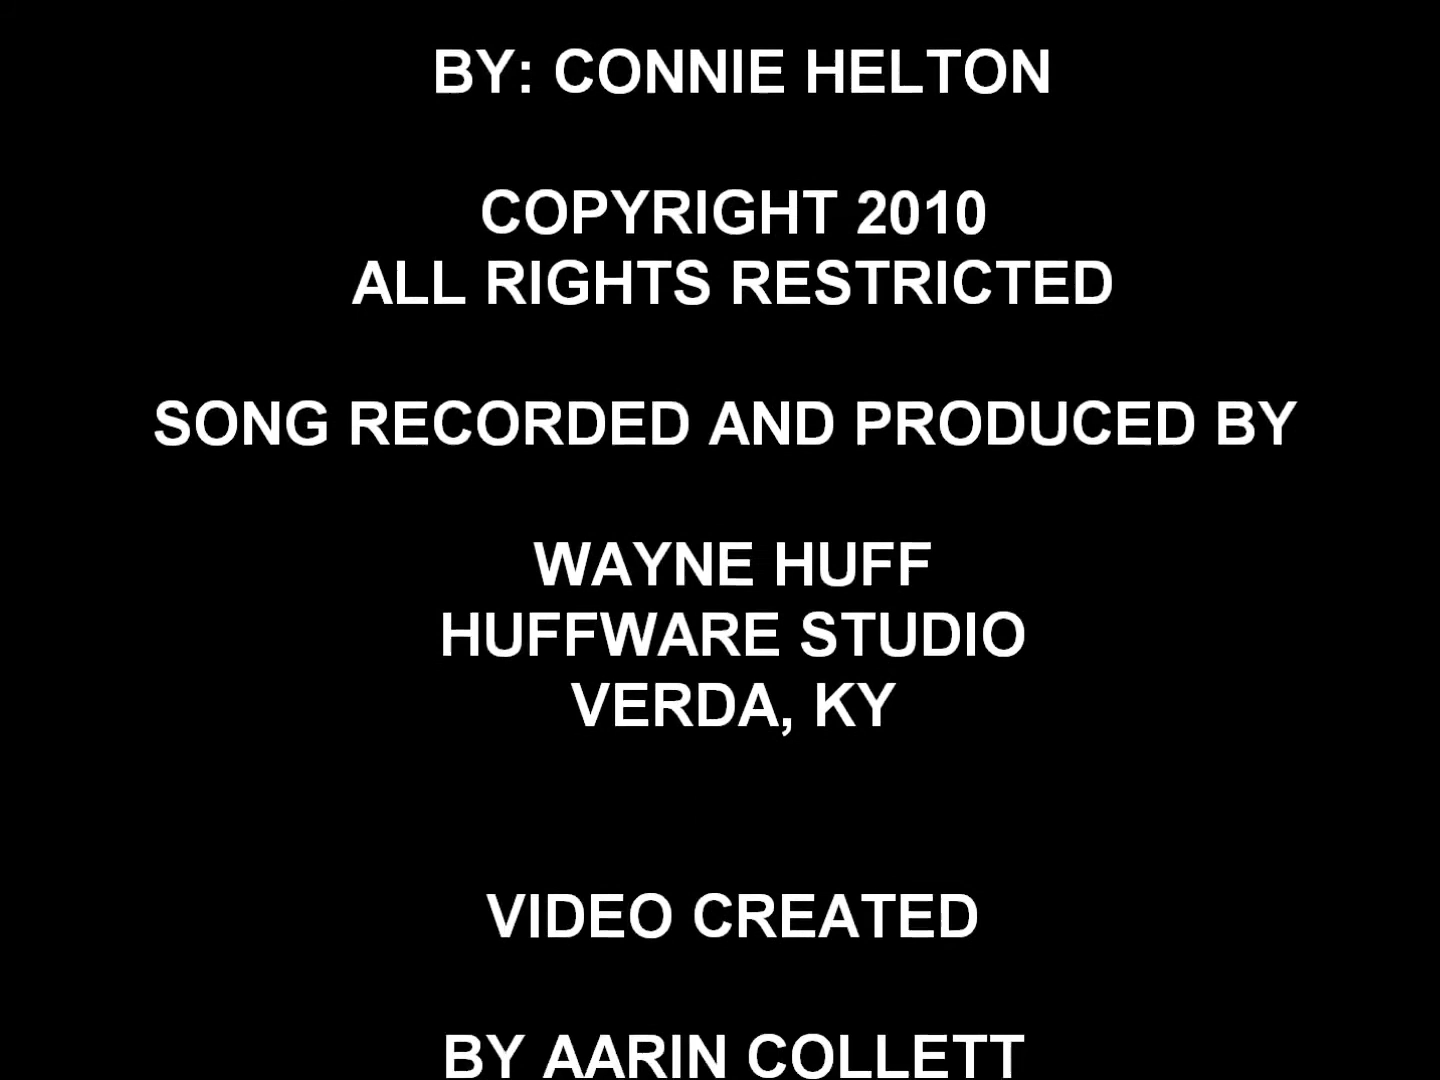 BY: CONNIE HELTON
COPYRIGHT 2010
ALL RIGHTS RESTRICTED
SONG RECORDED AND PRODUCED BY
WAYNE HUFF
HUFFWARE STUDIO
VERDA, KY
VIDEO CREATED
BY AARIN COLLETT